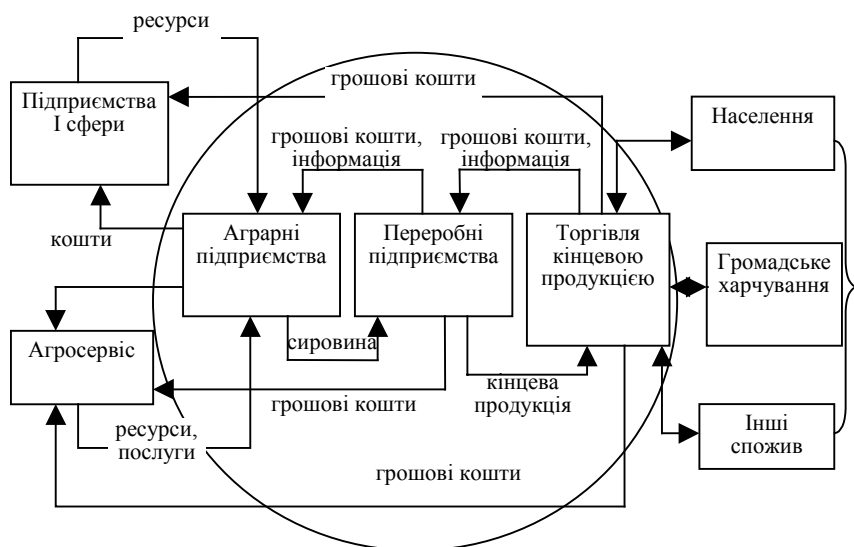 ресурси
Підприємства
І сфери
грошові кошти
Населення
грошові кошти,
інформація
грошові кошти,
інформація
кошти
Аграрні
підприємства
Переробні
підприємства
Торгівля
кінцевою
продукцією
Громадське
харчування
Агросервіс
сировина
кінцева
продукція
грошові кошти
ресурси,
послуги
Інші
спожив
грошові кошти